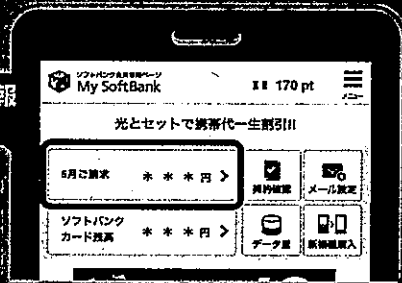 報
ソフトバンク会員専用ページ
My SoftBank
170 pt
メニュー
光とセットで携帯代一生割引!!
5月ご請求
＊ ＊ ＊ 円 >
契約確認
メール設定
ソフトバンク
カード残高
＊ ＊ ＊ 円 >
データ量
新機種購入